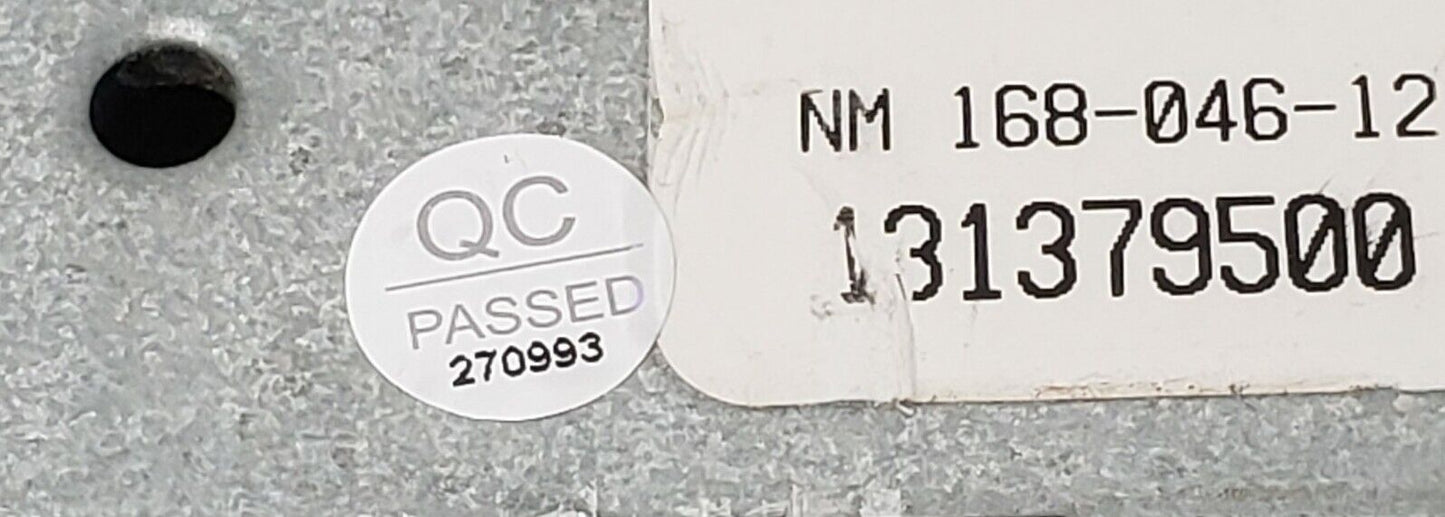 NM 168-046-12
131379500
QC
PASSED
270993